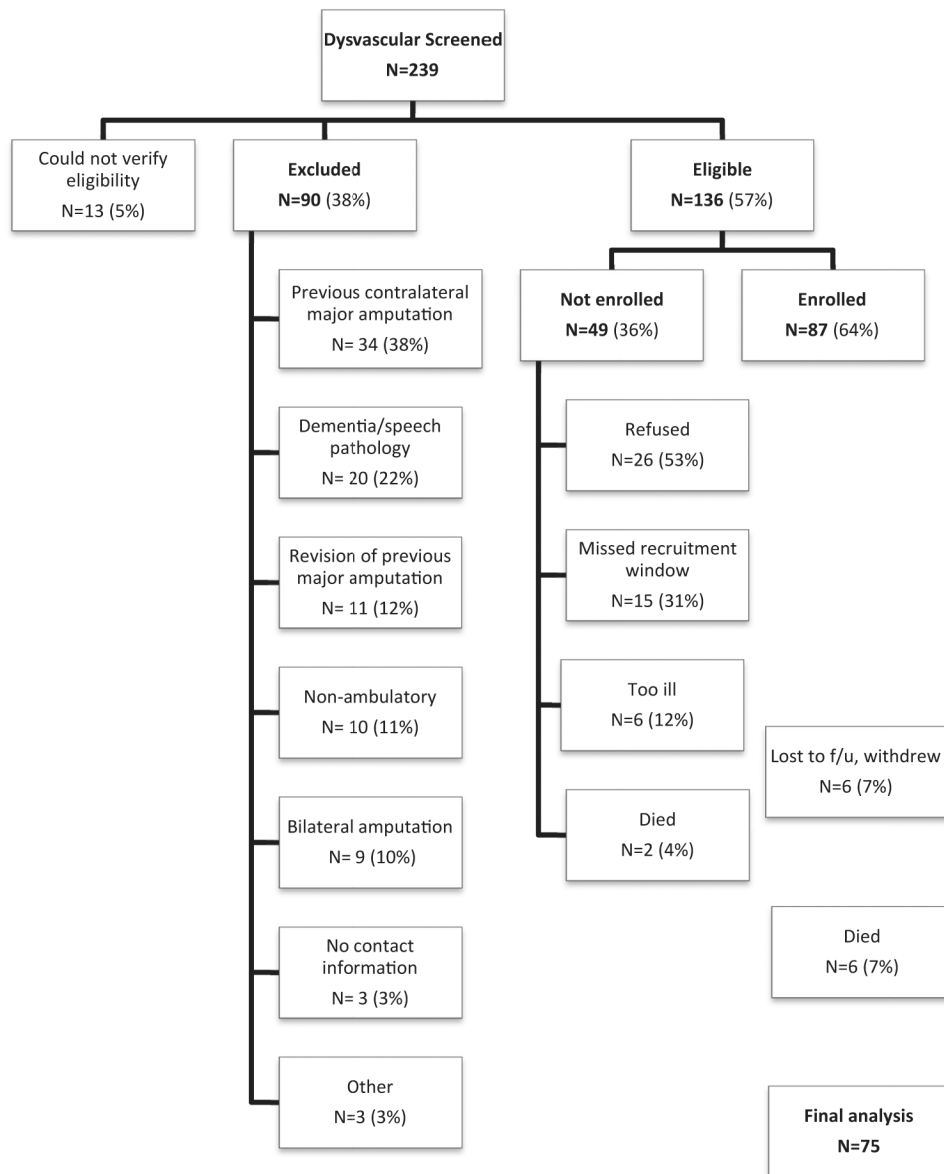 Dysvascular Screened
N=239
Could not verify
eligibility
N=13 (5%)
Excluded
N=90 (38%)
Eligible
N=136 (57%)
Previous contralateral
major amputation
N= 34 (38%)
Dementia/speech
pathology
N= 20 (22%)
Revision of previous
major amputation
N= 11 (12%)
Non-ambulatory
N= 10 (11%)
Bilateral amputation
N= 9 (10%)
No contact
information
N= 3 (3%)
Other
N=3 (3%)
Not enrolled
N=49 (36%)
Enrolled
N=87 (64%)
Refused
N=26 (53%)
Missed recruitment
window
N=15 (31%)
Too ill
N=6 (12%)
Died
N=2 (4%)
Lost to f/u, withdrew
N=6 (7%)
Died
N=6 (7%)
Final analysis
N=75